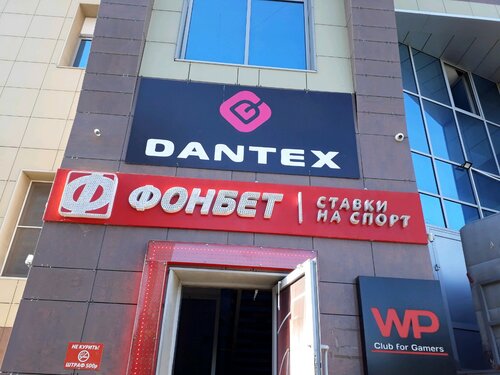 DANTEX
Ф ФОНБЕТ
СТАВКИ
НА СПОРТ
WP
Club for Gamers
НЕ КУРИТЬ!
ШТРАФ 500р